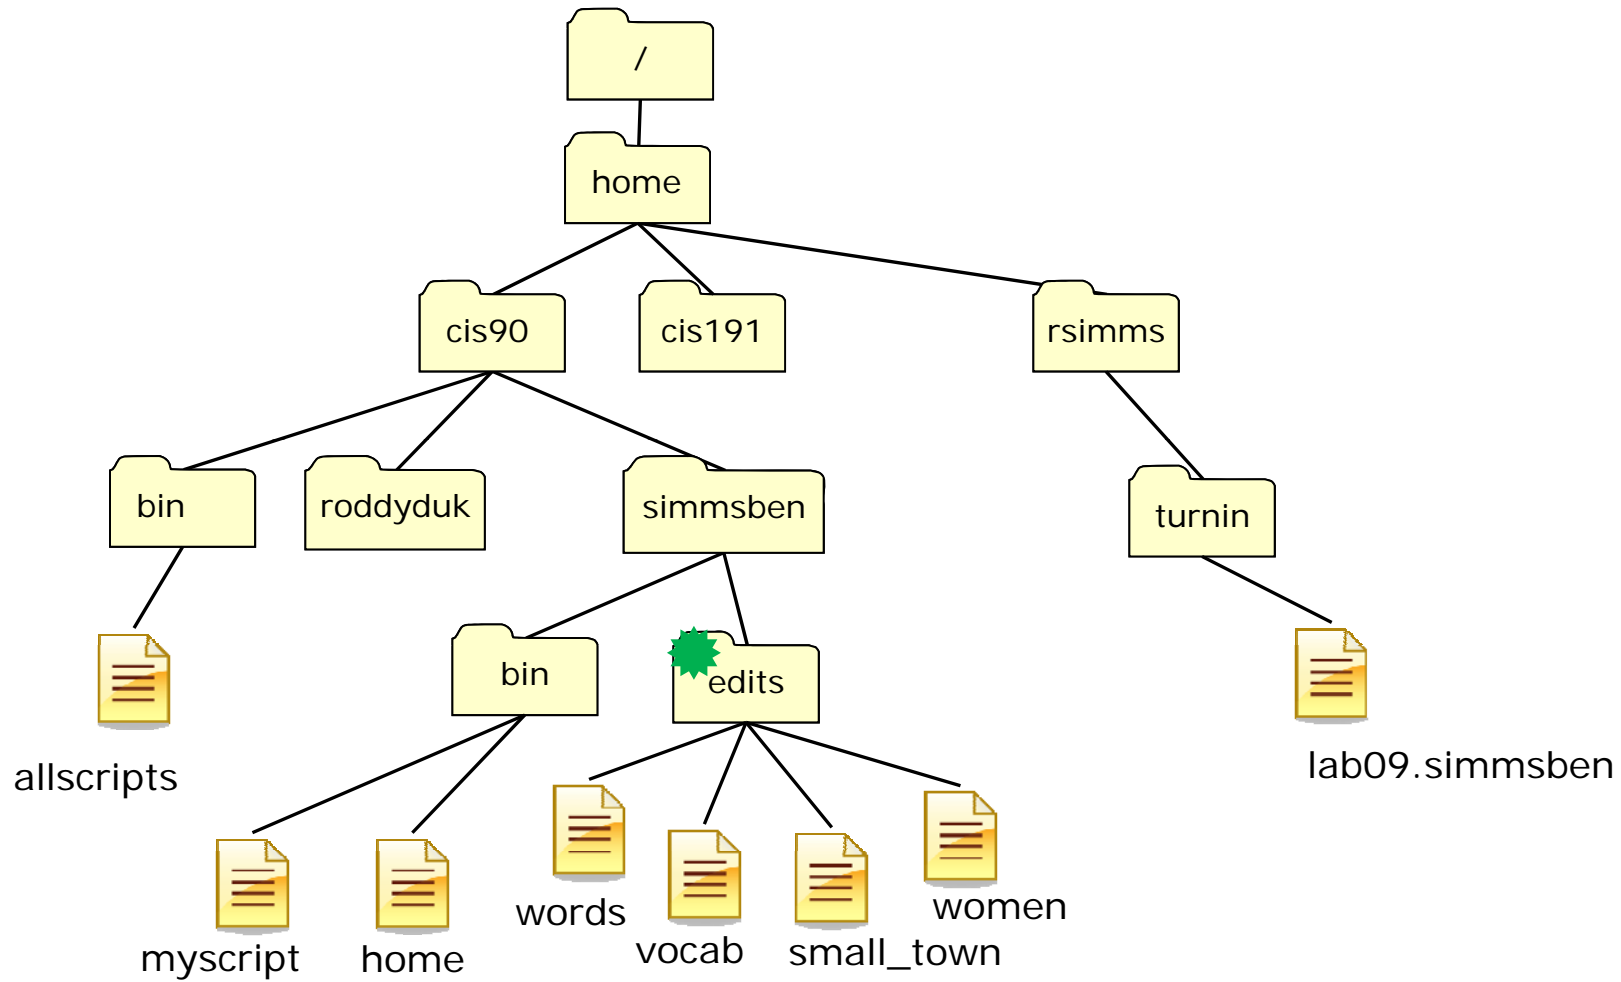 /
home
cis90
cis191
rsimms
bin
roddyduk
simmsben
turnin
bin
edits
allscripts
lab09.simmsben
myscript
home
words
vocab
small_town
women